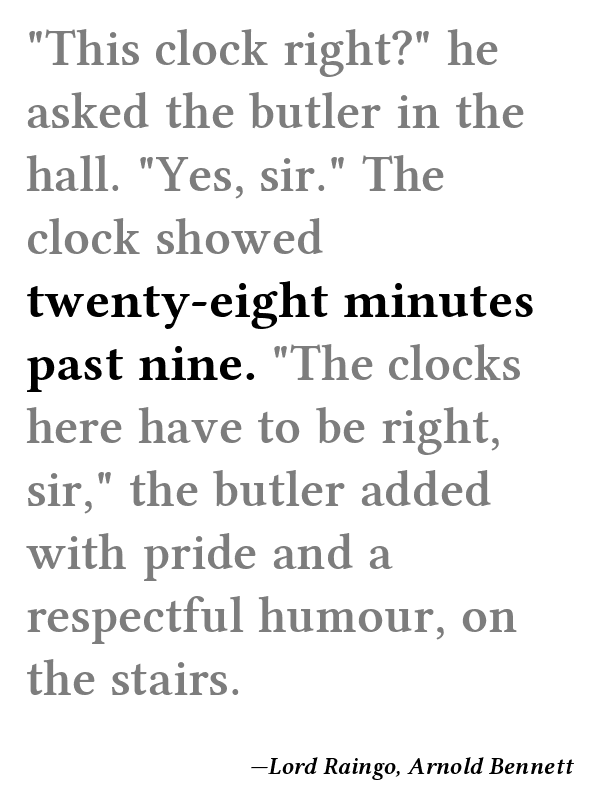 "This clock right?" he
asked the butler in the
hall. "Yes, sir." The
clock showed
twenty-eight minutes
past nine. "The clocks
here have to be right,
sir," the butler added
with pride and a
respectful humour, on
the stairs.
—Lord Raingo, Arnold Bennett